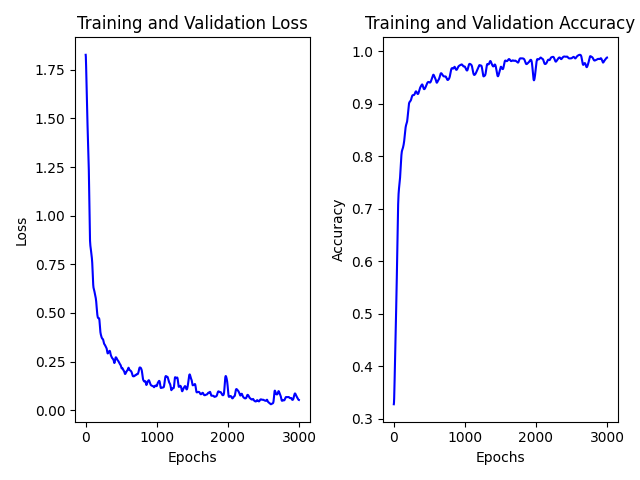 Training and Validation Loss
Loss
1.75
1.50
1.25
1.00
0.75
0.50
0.25
0.00
0 1000 2000 3000
Epochs
Training and Validation Accuracy
Accuracy
1.0
0.9
0.8
0.7
0.6
0.5
0.4
0.3
0 1000 2000 3000
Epochs